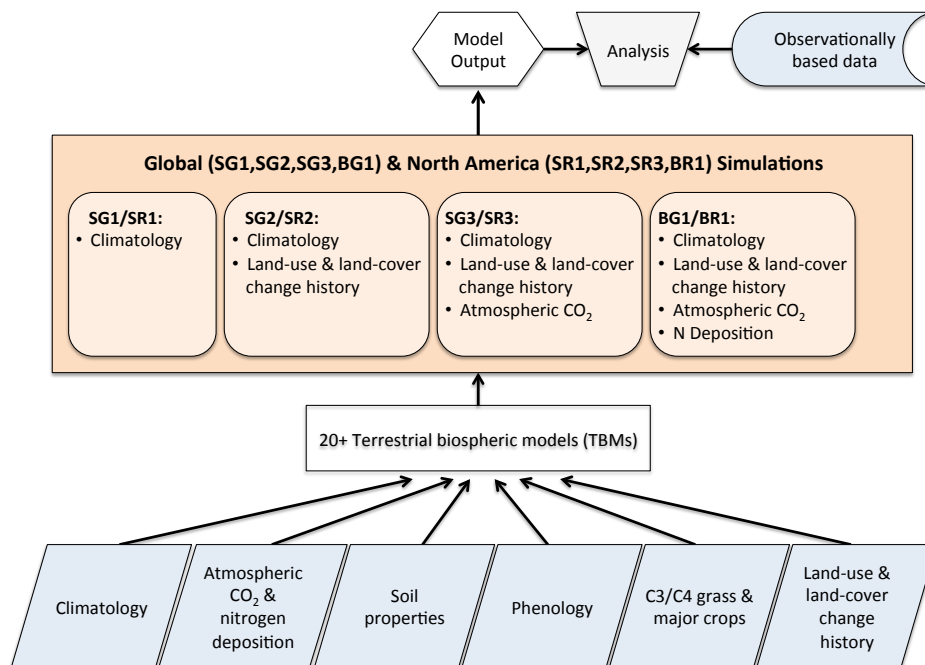 Model
Output
Analysis
Observationally
based data
Global (SG1,SG2,SG3,BG1) & North America (SR1,SR2,SR3,BR1) Simulations
SG1/SR1:
• Climatology
SG2/SR2:
• Climatology
• Land-use & land-cover
change history
SG3/SR3:
• Climatology
• Land-use & land-cover
change history
• Atmospheric CO₂
BG1/BR1:
• Climatology
• Land-use & land-cover
change history
• Atmospheric CO₂
• N Deposition
20+ Terrestrial biospheric models (TBMs)
Climatology
Atmospheric
CO₂ &
nitrogen
deposition
Soil
properties
Phenology
C3/C4 grass &
major crops
Land-use &
land-cover
change
history